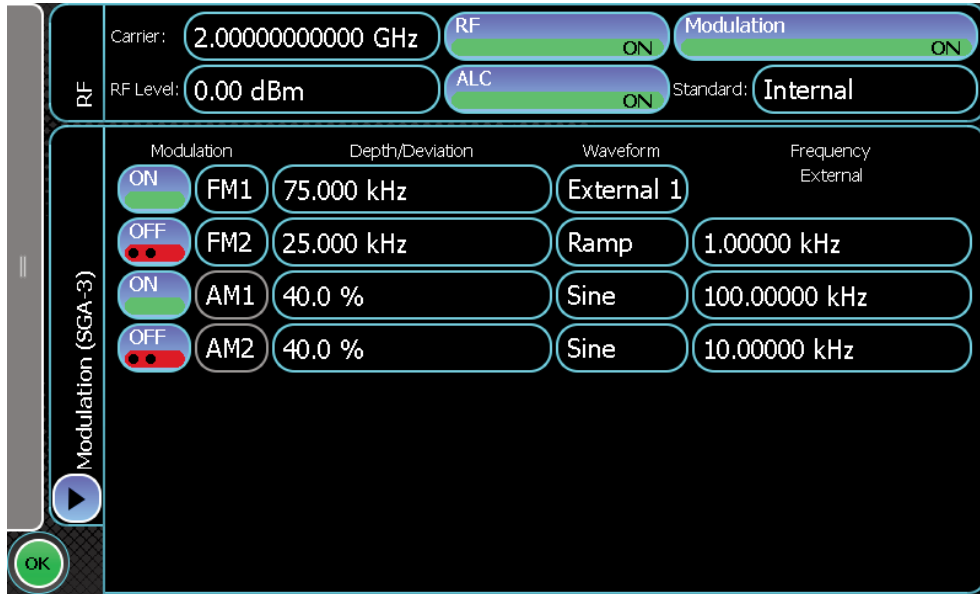 RF
Carrier: 2.00000000000 GHz RF ON Modulation ON
RF Level: 0.00 dBm ALC ON Standard: Internal
Modulation (SGA-3)
Modulation Depth/Deviation Waveform Frequency
ON FM1 75.000 kHz External 1 External
OFF FM2 25.000 kHz Ramp 1.00000 kHz
ON AM1 40.0 % Sine 100.00000 kHz
OFF AM2 40.0 % Sine 10.00000 kHz
OK